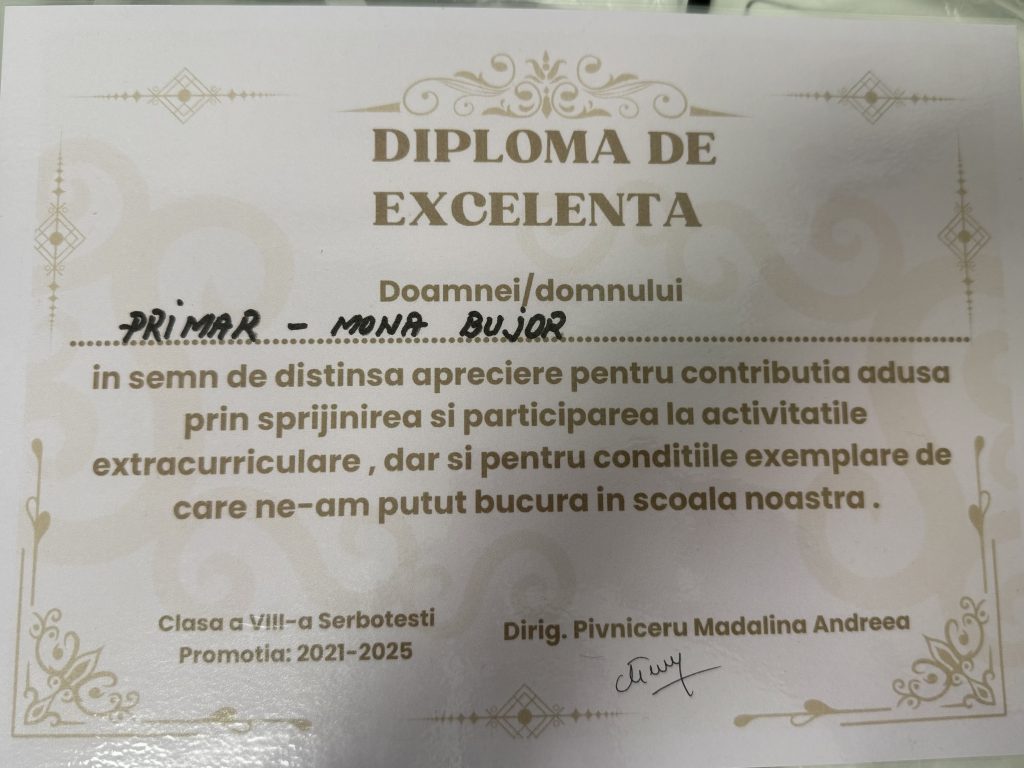 DIPLOMA DE
EXCELENTA
Doamnei/domnului
PRIMAR - MONA BUJOR
in semn de distinsa apreciere pentru contributia adusa
prin sprijinirea si participarea la activitatile
extracurriculare , dar si pentru conditiile exemplare de
care ne-am putut bucura in scoala noastra .
Clasa a VIII-a Serbotesti
Promotia: 2021-2025
Dirig. Pivniceru Madalina Andreea